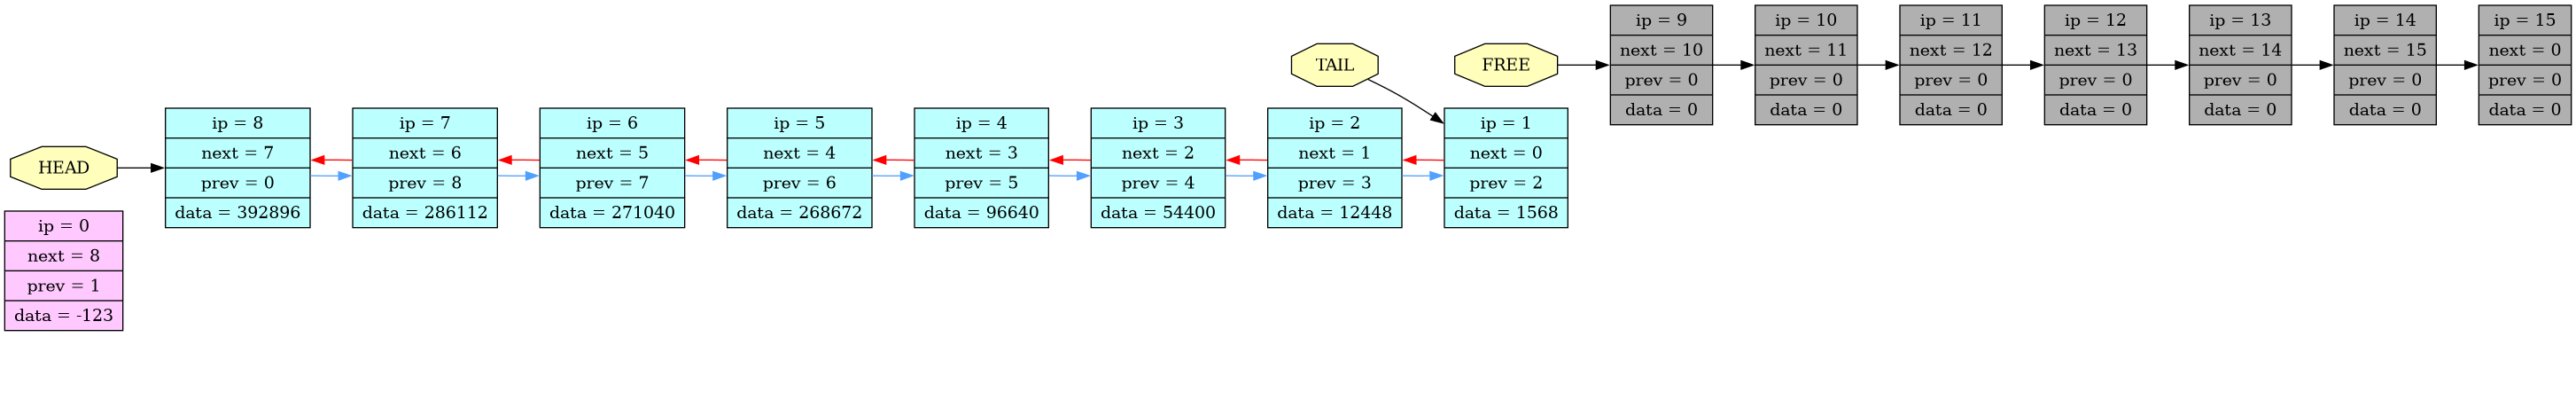 HEAD
ip = 0
next = 8
prev = 1
data = -123
ip = 8
next = 7
prev = 0
data = 392896
ip = 7
next = 6
prev = 8
data = 286112
ip = 6
next = 5
prev = 7
data = 271040
ip = 5
next = 4
prev = 6
data = 268672
ip = 4
next = 3
prev = 5
data = 96640
ip = 3
next = 2
prev = 4
data = 54400
ip = 2
next = 1
prev = 3
data = 12448
TAIL
ip = 1
next = 0
prev = 2
data = 1568
FREE
ip = 9
next = 10
prev = 0
data = 0
ip = 10
next = 11
prev = 0
data = 0
ip = 11
next = 12
prev = 0
data = 0
ip = 12
next = 13
prev = 0
data = 0
ip = 13
next = 14
prev = 0
data = 0
ip = 14
next = 15
prev = 0
data = 0
ip = 15
next = 0
prev = 0
data = 0